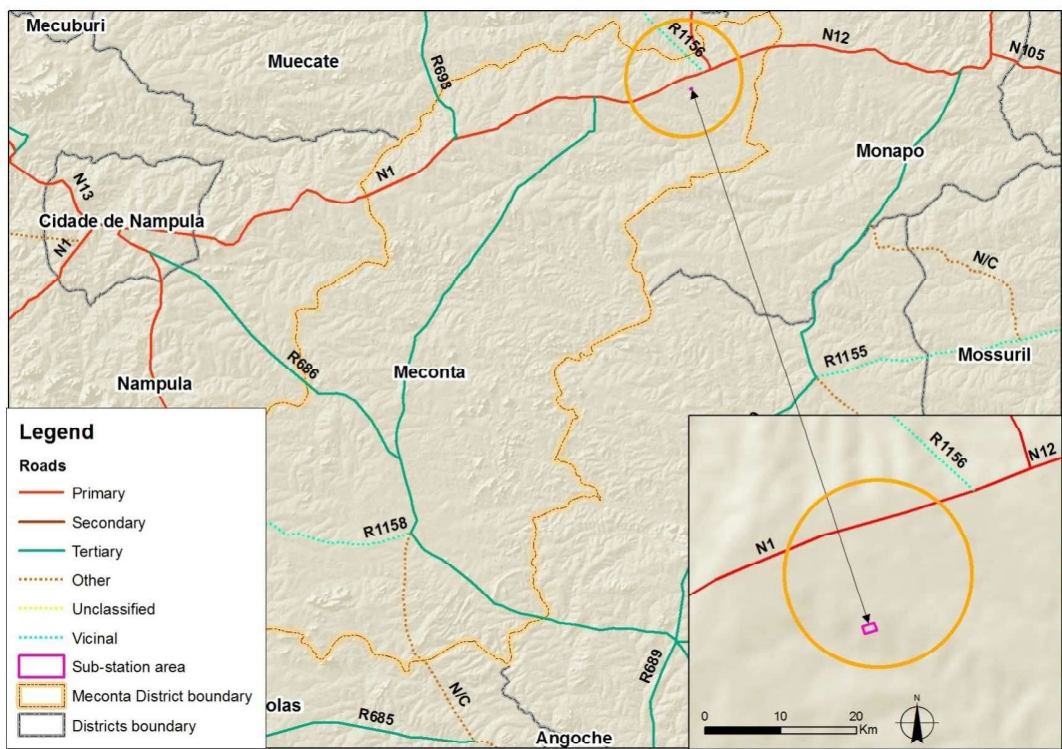 Mecuburi
Muecate
R698
R1156
N12
N105
N1
Monapo
N13
Cidade de Nampula
N1
N/C
R686
Meconta
Nampula
R1155
Mossuril
R1158
N/C
R689
olas
R685
Angoche
Legend
Roads
Primary
Secondary
Tertiary
Other
Unclassified
Vicinal
Sub-station area
Meconta District boundary
Districts boundary
R1156
N12
N1
0 10 20
Km
N